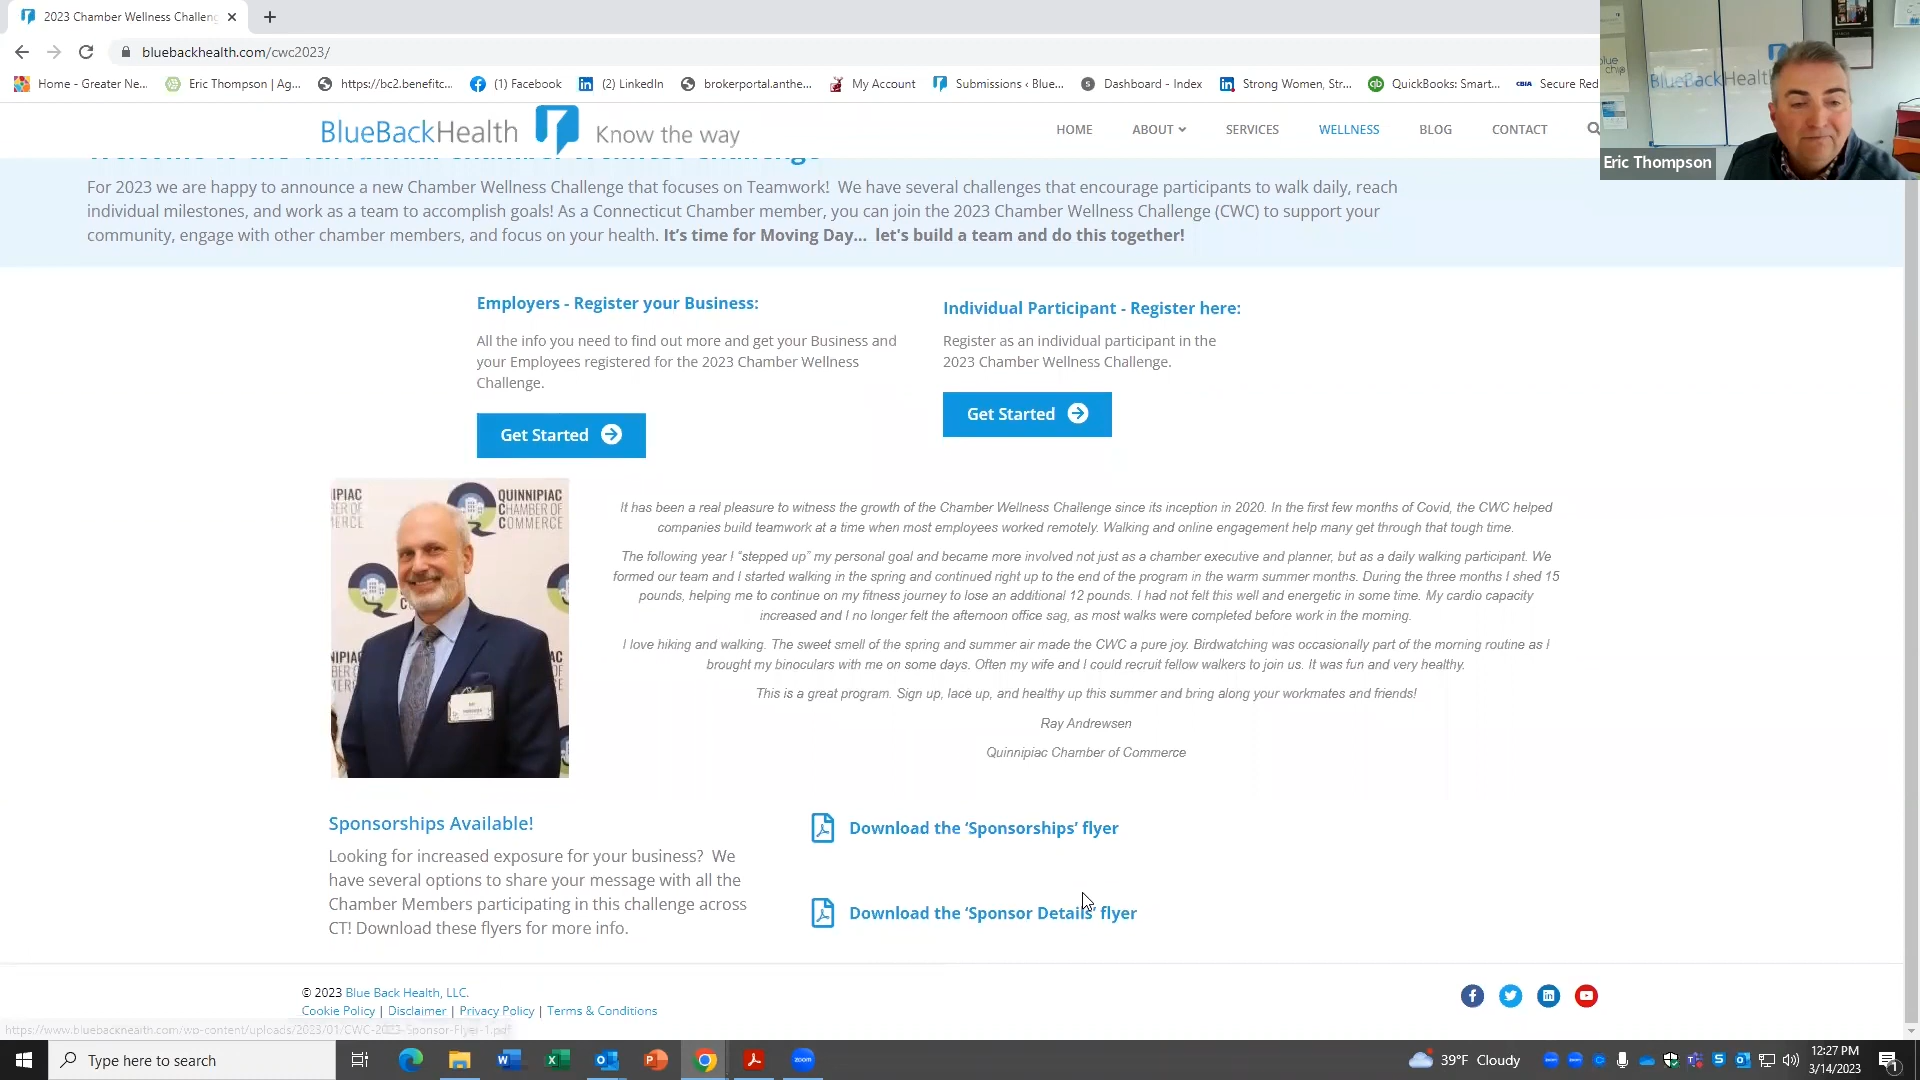 2023 Chamber Wellness Challeng
bluebackhealth.com/cwc2023/
Home - Greater Ne...
Eric Thompson | Ag...
https://bc2.benefitc...
(1) Facebook
(2) LinkedIn
brokerportal.anthe...
My Account
Submissions ‹ Blue...
Dashboard - Index
Strong Women, Str...
QuickBooks: Smart...
CBIA Secure Red
BlueBackHealth Know the way
HOME ABOUT SERVICES WELLNESS BLOG CONTACT
BlueBackHealth
Eric Thompson
For 2023 we are happy to announce a new Chamber Wellness Challenge that focuses on Teamwork! We have several challenges that encourage participants to walk daily, reach
individual milestones, and work as a team to accomplish goals! As a Connecticut Chamber member, you can join the 2023 Chamber Wellness Challenge (CWC) to support your
community, engage with other chamber members, and focus on your health. It's time for Moving Day... let's build a team and do this together!
Employers - Register your Business:
All the info you need to find out more and get your Business and
your Employees registered for the 2023 Chamber Wellness
Challenge.
Get Started
Individual Participant - Register here:
Register as an individual participant in the
2023 Chamber Wellness Challenge.
Get Started
QUINNIPIAC
CHAMBER OF
COMMERCE
It has been a real pleasure to witness the growth of the Chamber Wellness Challenge since its inception in 2020. In the first few months of Covid, the CWC helped
companies build teamwork at a time when most employees worked remotely. Walking and online engagement help many get through that tough time.
The following year I “stepped up” my personal goal and became more involved not just as a chamber executive and planner, but as a daily walking participant. We
formed our team and I started walking in the spring and continued right up to the end of the program in the warm summer months. During the three months I shed 15
pounds, helping me to continue on my fitness journey to lose an additional 12 pounds. I had not felt this well and energetic in some time. My cardio capacity
increased and I no longer felt the afternoon office sag, as most walks were completed before work in the morning.
I love hiking and walking. The sweet smell of the spring and summer air made the CWC a pure joy. Birdwatching was occasionally part of the morning routine as I
brought my binoculars with me on some days. Often my wife and I could recruit fellow walkers to join us. It was fun and very healthy.
This is a great program. Sign up, lace up, and healthy up this summer and bring along your workmates and friends!
Ray Andrewsen
Quinnipiac Chamber of Commerce
Sponsorships Available!
Looking for increased exposure for your business? We
have several options to share your message with all the
Chamber Members participating in this challenge across
CT! Download these flyers for more info.
Download the ‘Sponsorships’ flyer
Download the ‘Sponsor Details’ flyer
© 2023 Blue Back Health, LLC.
Cookie Policy | Disclaimer | Privacy Policy | Terms & Conditions
https://www.bluebackhealth.com/wp-content/uploads/2023/01/CWC-2023-Sponsor-Flyer-1.pdf
Type here to search
zoom
39°F Cloudy
12:27 PM
3/14/2023